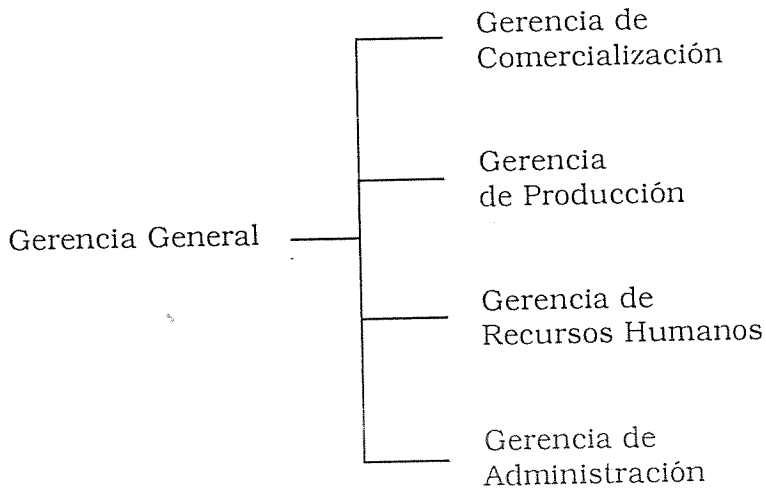 Gerencia de
Comercialización
Gerencia
de Producción
Gerencia General
Gerencia de
Recursos Humanos
Gerencia de
Administración